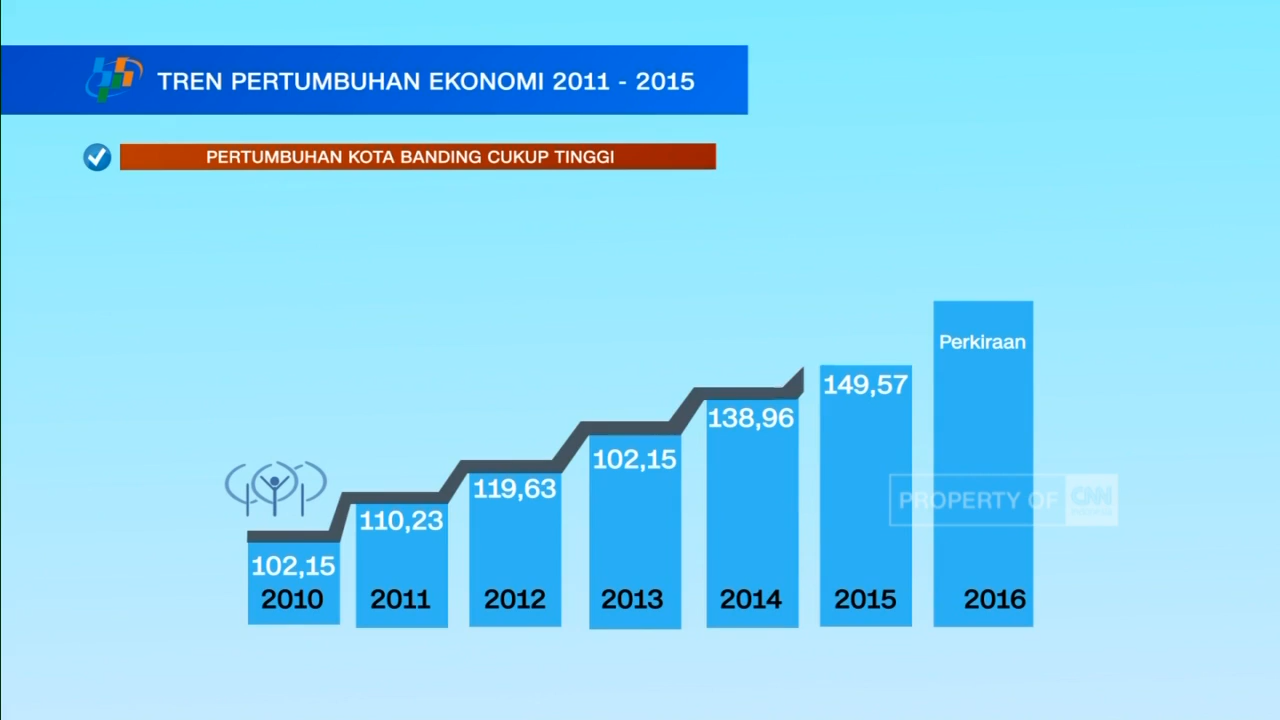 TREN PERTUMBUHAN EKONOMI 2011 - 2015
PERTUMBUHAN KOTA BANDING CUKUP TINGGI
Perkiraan
149,57
138,96
102,15
119,63
110,23
102,15
PROPERTY OF CNN
2010 2011 2012 2013 2014 2015 2016